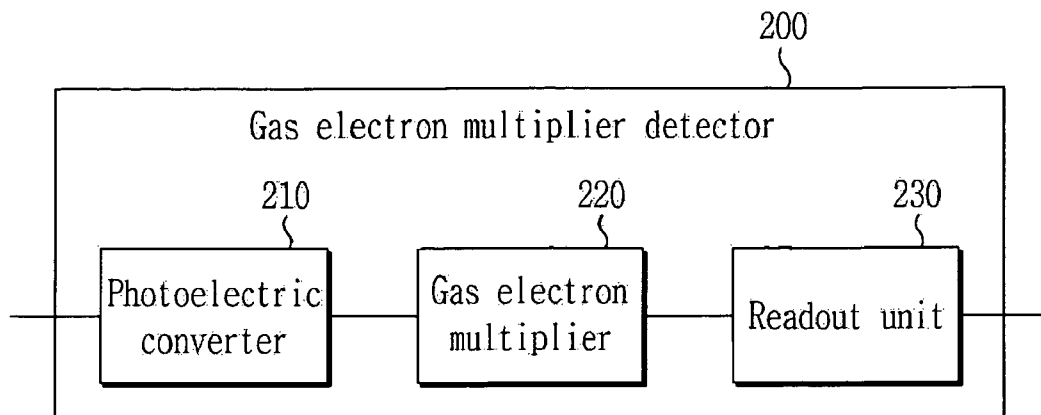 200
Gas electron multiplier detector
210
220
230
Photoelectric
converter
Gas electron
multiplier
Readout unit